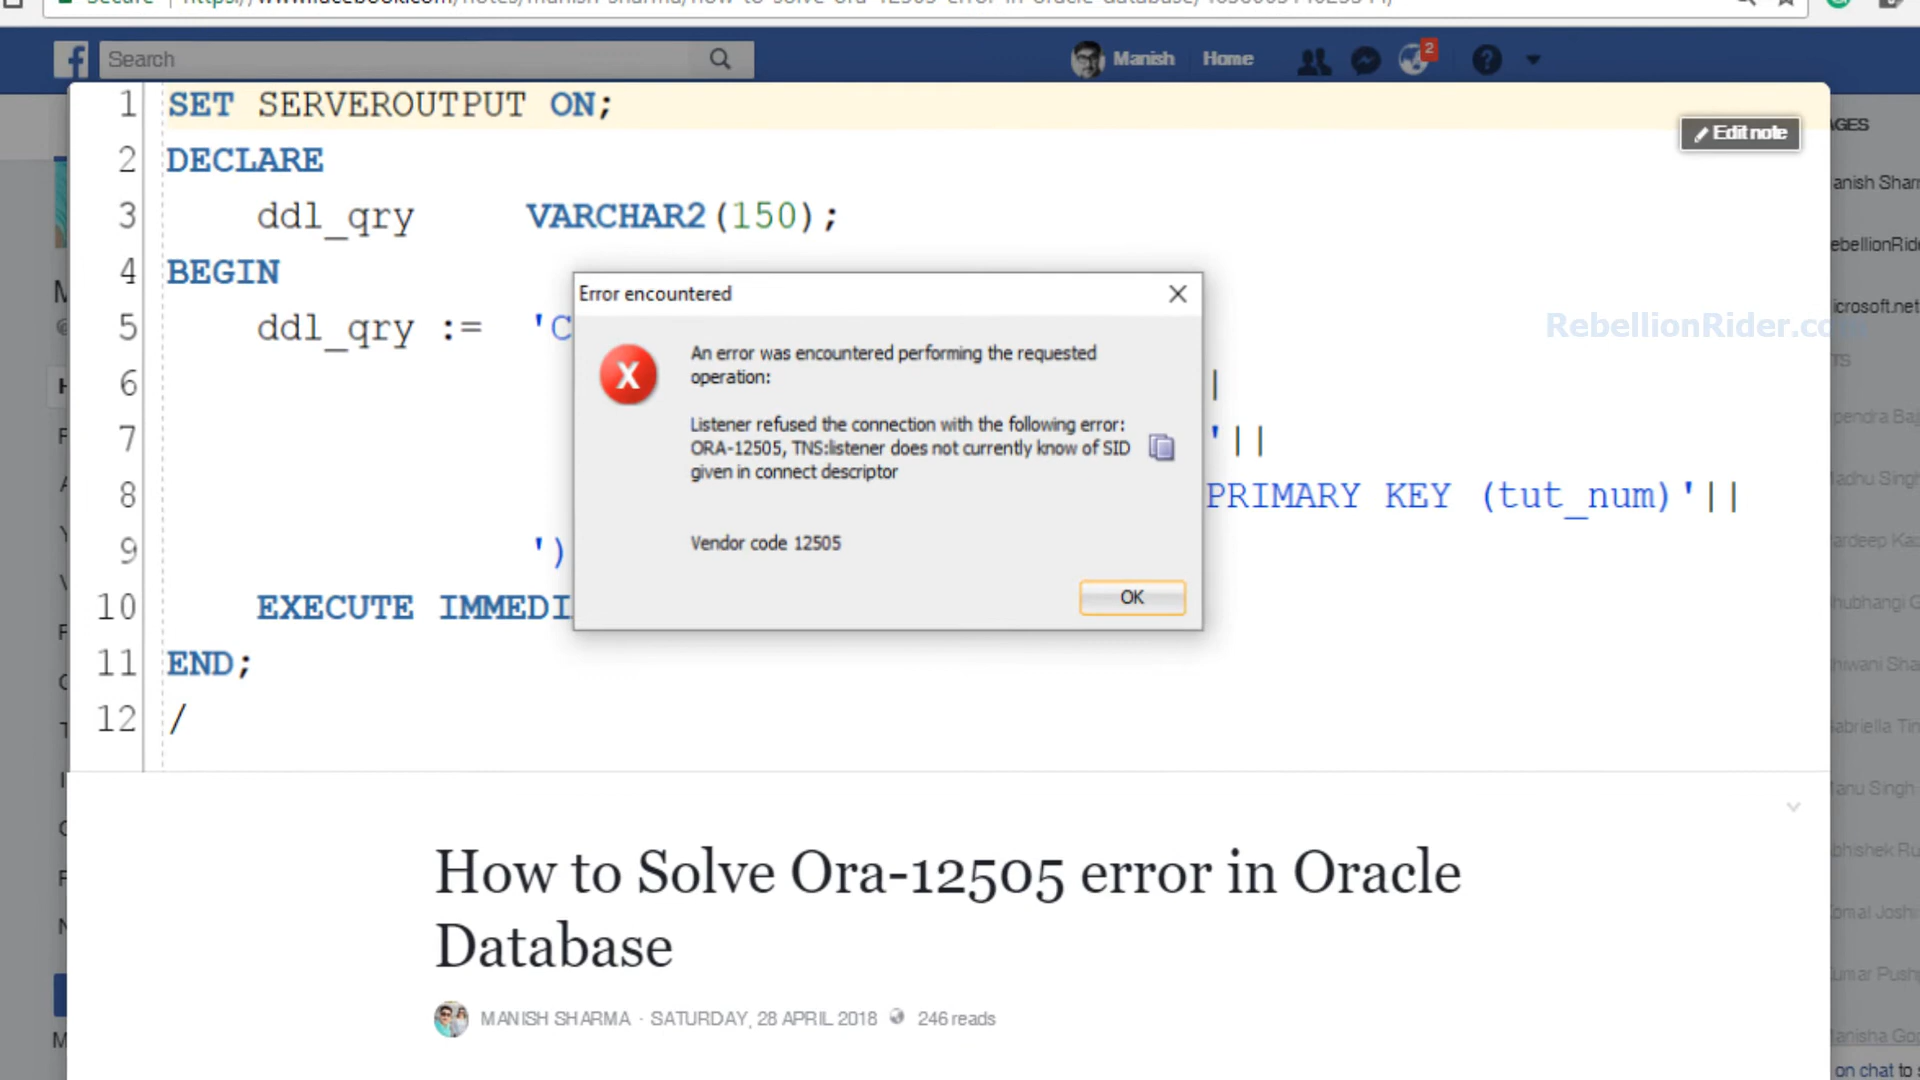 Search
Manish Home 2 ?
1 SET SERVEROUTPUT ON;
Edit note
2 DECLARE
3 ddl_qry VARCHAR2(150);
4 BEGIN
5 ddl_qry := 'C
6 |
7 '||
8 PRIMARY KEY (tut_num)'||
9 ')
10 EXECUTE IMMEDI
11 END;
12 /
Error encountered
An error was encountered performing the requested
operation:
Listener refused the connection with the following error:
ORA-12505, TNS:listener does not currently know of SID
given in connect descriptor
Vendor code 12505
OK
RebellionRider.co
How to Solve Ora-12505 error in Oracle
Database
MANISH SHARMA · SATURDAY, 28 APRIL 2018 246 reads
on chat to